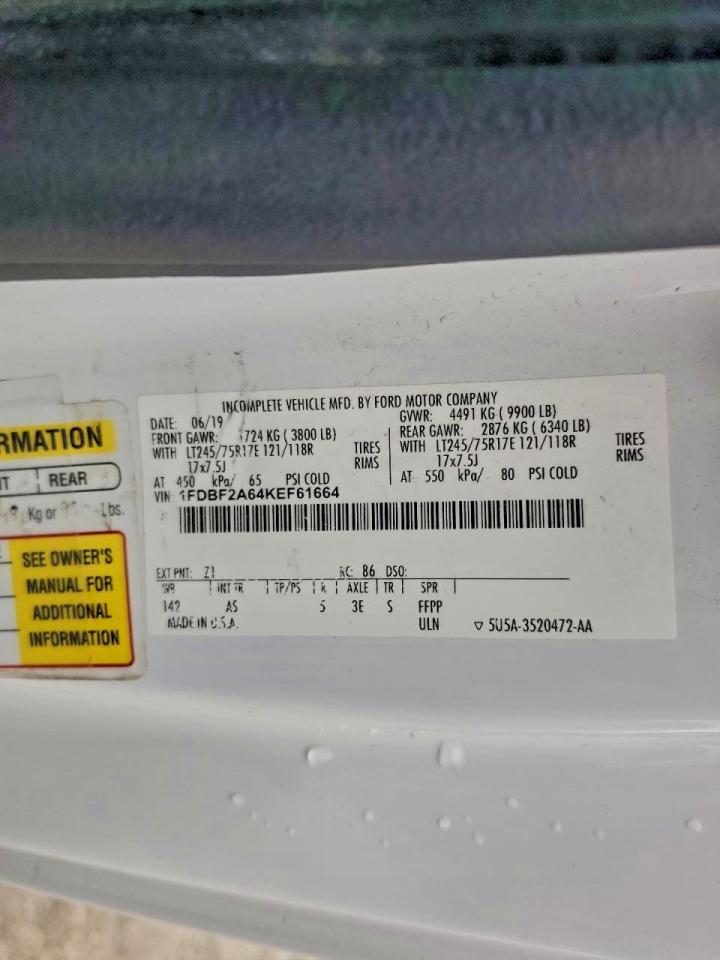 INCOMPLETE VEHICLE MFD. BY FORD MOTOR COMPANY
DATE: 06/19 GVWR: 4491 KG ( 9900 LB)
FRONT GAWR: 1724 KG ( 3800 LB) REAR GAWR: 2876 KG ( 6340 LB)
WITH LT245/75R17E 121/118R TIRES WITH LT245/75R17E 121/118R TIRES
17x7.5J RIMS 17x7.5J RIMS
AT 450 kPa/ 65 PSI COLD AT 550 kPa/ 80 PSI COLD
VIN: 1FDBF2A64KEF61664
EXT PNT: Z1 RC: 86 DSO:
WB INT TR TP/PS R AXLE TR SPR
142 AS 5 3E S FFPP
MADE IN U.S.A. ULN 5U5A-3520472-AA
RMATION
REAR
Kg or Lbs.
SEE OWNER'S
MANUAL FOR
ADDITIONAL
INFORMATION